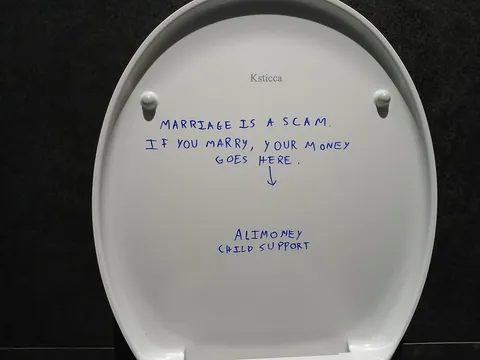 Ksticca
MARRIAGE IS A SCAM.
IF YOU MARRY, YOUR MONEY
GOES HERE.
↓
ALIMONEY
CHILD SUPPORT